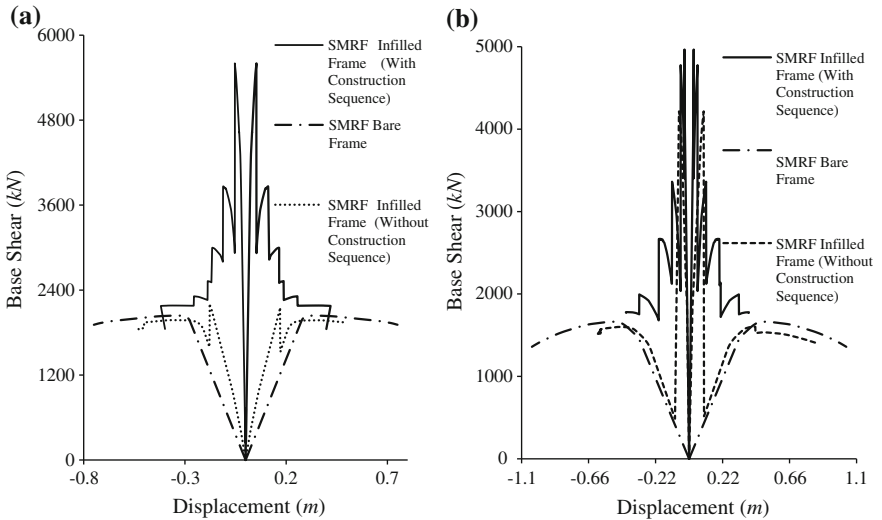 (a)
6000
4800
3600
2400
1200
0
-0.8
-0.3
0.2
0.7
Base Shear (kN)
Displacement (m)
SMRF Infilled
Frame (With
Construction
Sequence)
SMRF Bare
Frame
SMRF Infilled
Frame (Without
Construction
Sequence)
(b)
5000
4000
3000
2000
1000
0
-1.1
-0.66
-0.22
0.22
0.66
1.1
Base Shear (kN)
Displacement (m)
SMRF Infilled
Frame (With
Construction
Sequence)
SMRF Bare
Frame
SMRF Infilled
Frame (Without
Construction
Sequence)